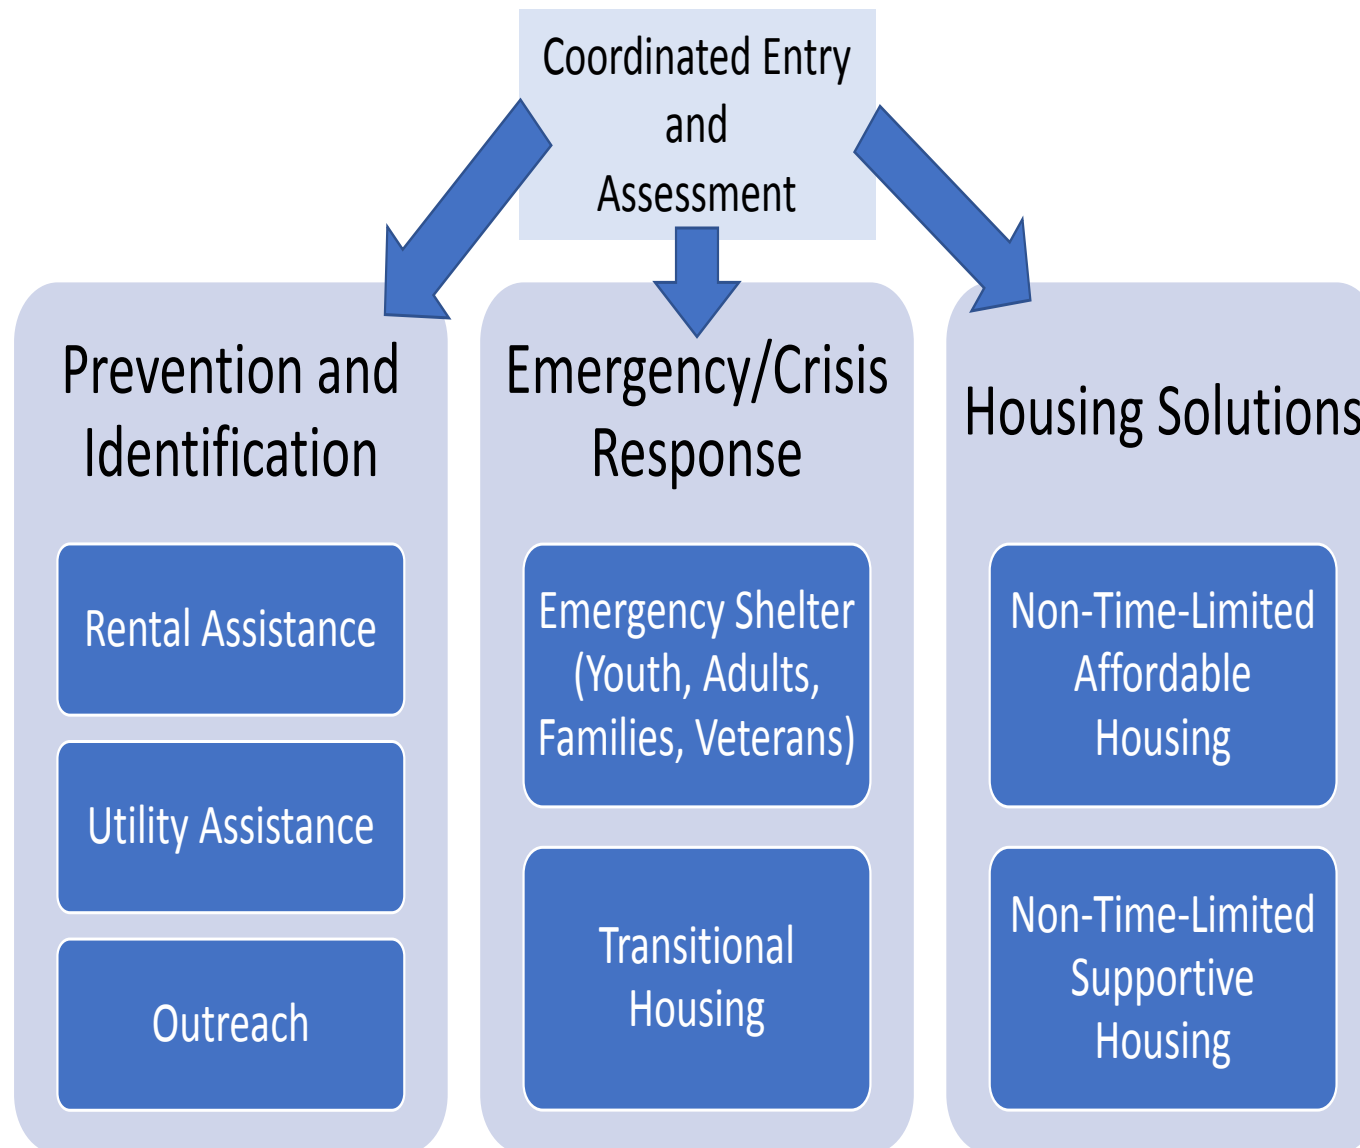 Coordinated Entry
and
Assessment
Prevention and
Identification
Rental Assistance
Utility Assistance
Outreach
Emergency/Crisis
Response
Emergency Shelter
(Youth, Adults,
Families, Veterans)
Transitional
Housing
Housing Solutions
Non-Time-Limited
Affordable
Housing
Non-Time-Limited
Supportive
Housing